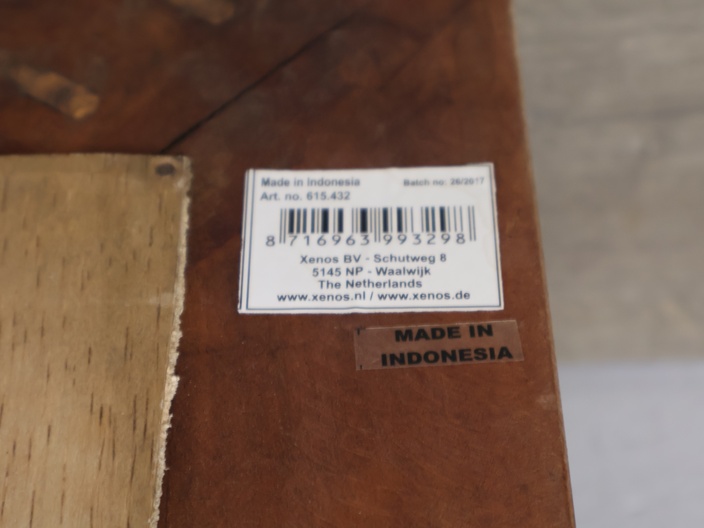 Made in Indonesia Batch no: 26/2017
Art. no. 615.432
8 716963 993298
Xenos BV - Schutweg 8
5145 NP - Waalwijk
The Netherlands
www.xenos.nl / www.xenos.de
MADE IN
INDONESIA